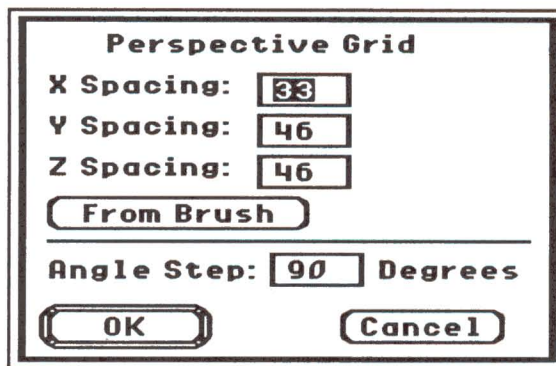 Perspective Grid
X Spacing: 33
Y Spacing: 46
Z Spacing: 46
From Brush
Angle Step: 90 Degrees
OK Cancel